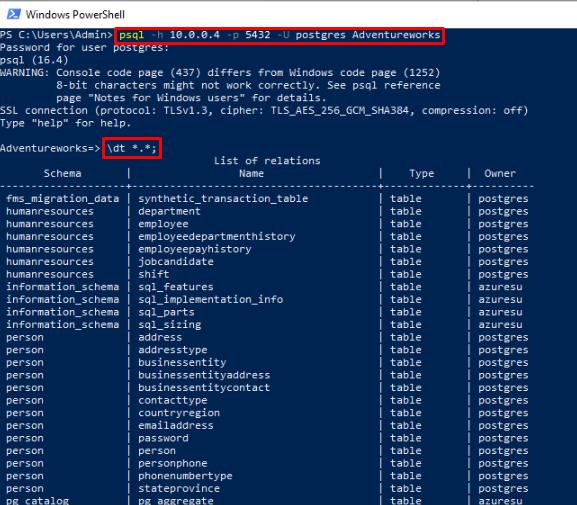 Windows PowerShell
PS C:\Users\Admin> psql -h 10.0.0.4 -p 5432 -U postgres Adventureworks
Password for user postgres:
psql (16.4)
WARNING: Console code page (437) differs from Windows code page (1252)
         8-bit characters might not work correctly. See psql reference
         page "Notes for Windows users" for details.
SSL connection (protocol: TLSv1.3, cipher: TLS_AES_256_GCM_SHA384, compression: off)
Type "help" for help.
Adventureworks=> \dt *.*;
List of relations
Schema | Name | Type | Owner
fms_migration_data | synthetic_transaction_table | table | postgres
humanresources | department | table | postgres
humanresources | employee | table | postgres
humanresources | employeedepartmenthistory | table | postgres
humanresources | employeepayhistory | table | postgres
humanresources | jobcandidate | table | postgres
humanresources | shift | table | postgres
information_schema | sql_features | table | azuresu
information_schema | sql_implementation_info | table | azuresu
information_schema | sql_parts | table | azuresu
information_schema | sql_sizing | table | azuresu
person | address | table | postgres
person | addresstype | table | postgres
person | businessentity | table | postgres
person | businessentityaddress | table | postgres
person | businessentitycontact | table | postgres
person | contacttype | table | postgres
person | countryregion | table | postgres
person | emailaddress | table | postgres
person | password | table | postgres
person | person | table | postgres
person | personphone | table | postgres
person | phonenumbertype | table | postgres
person | stateprovince | table | postgres
pg_catalog | pg_aggregate | table | azuresu